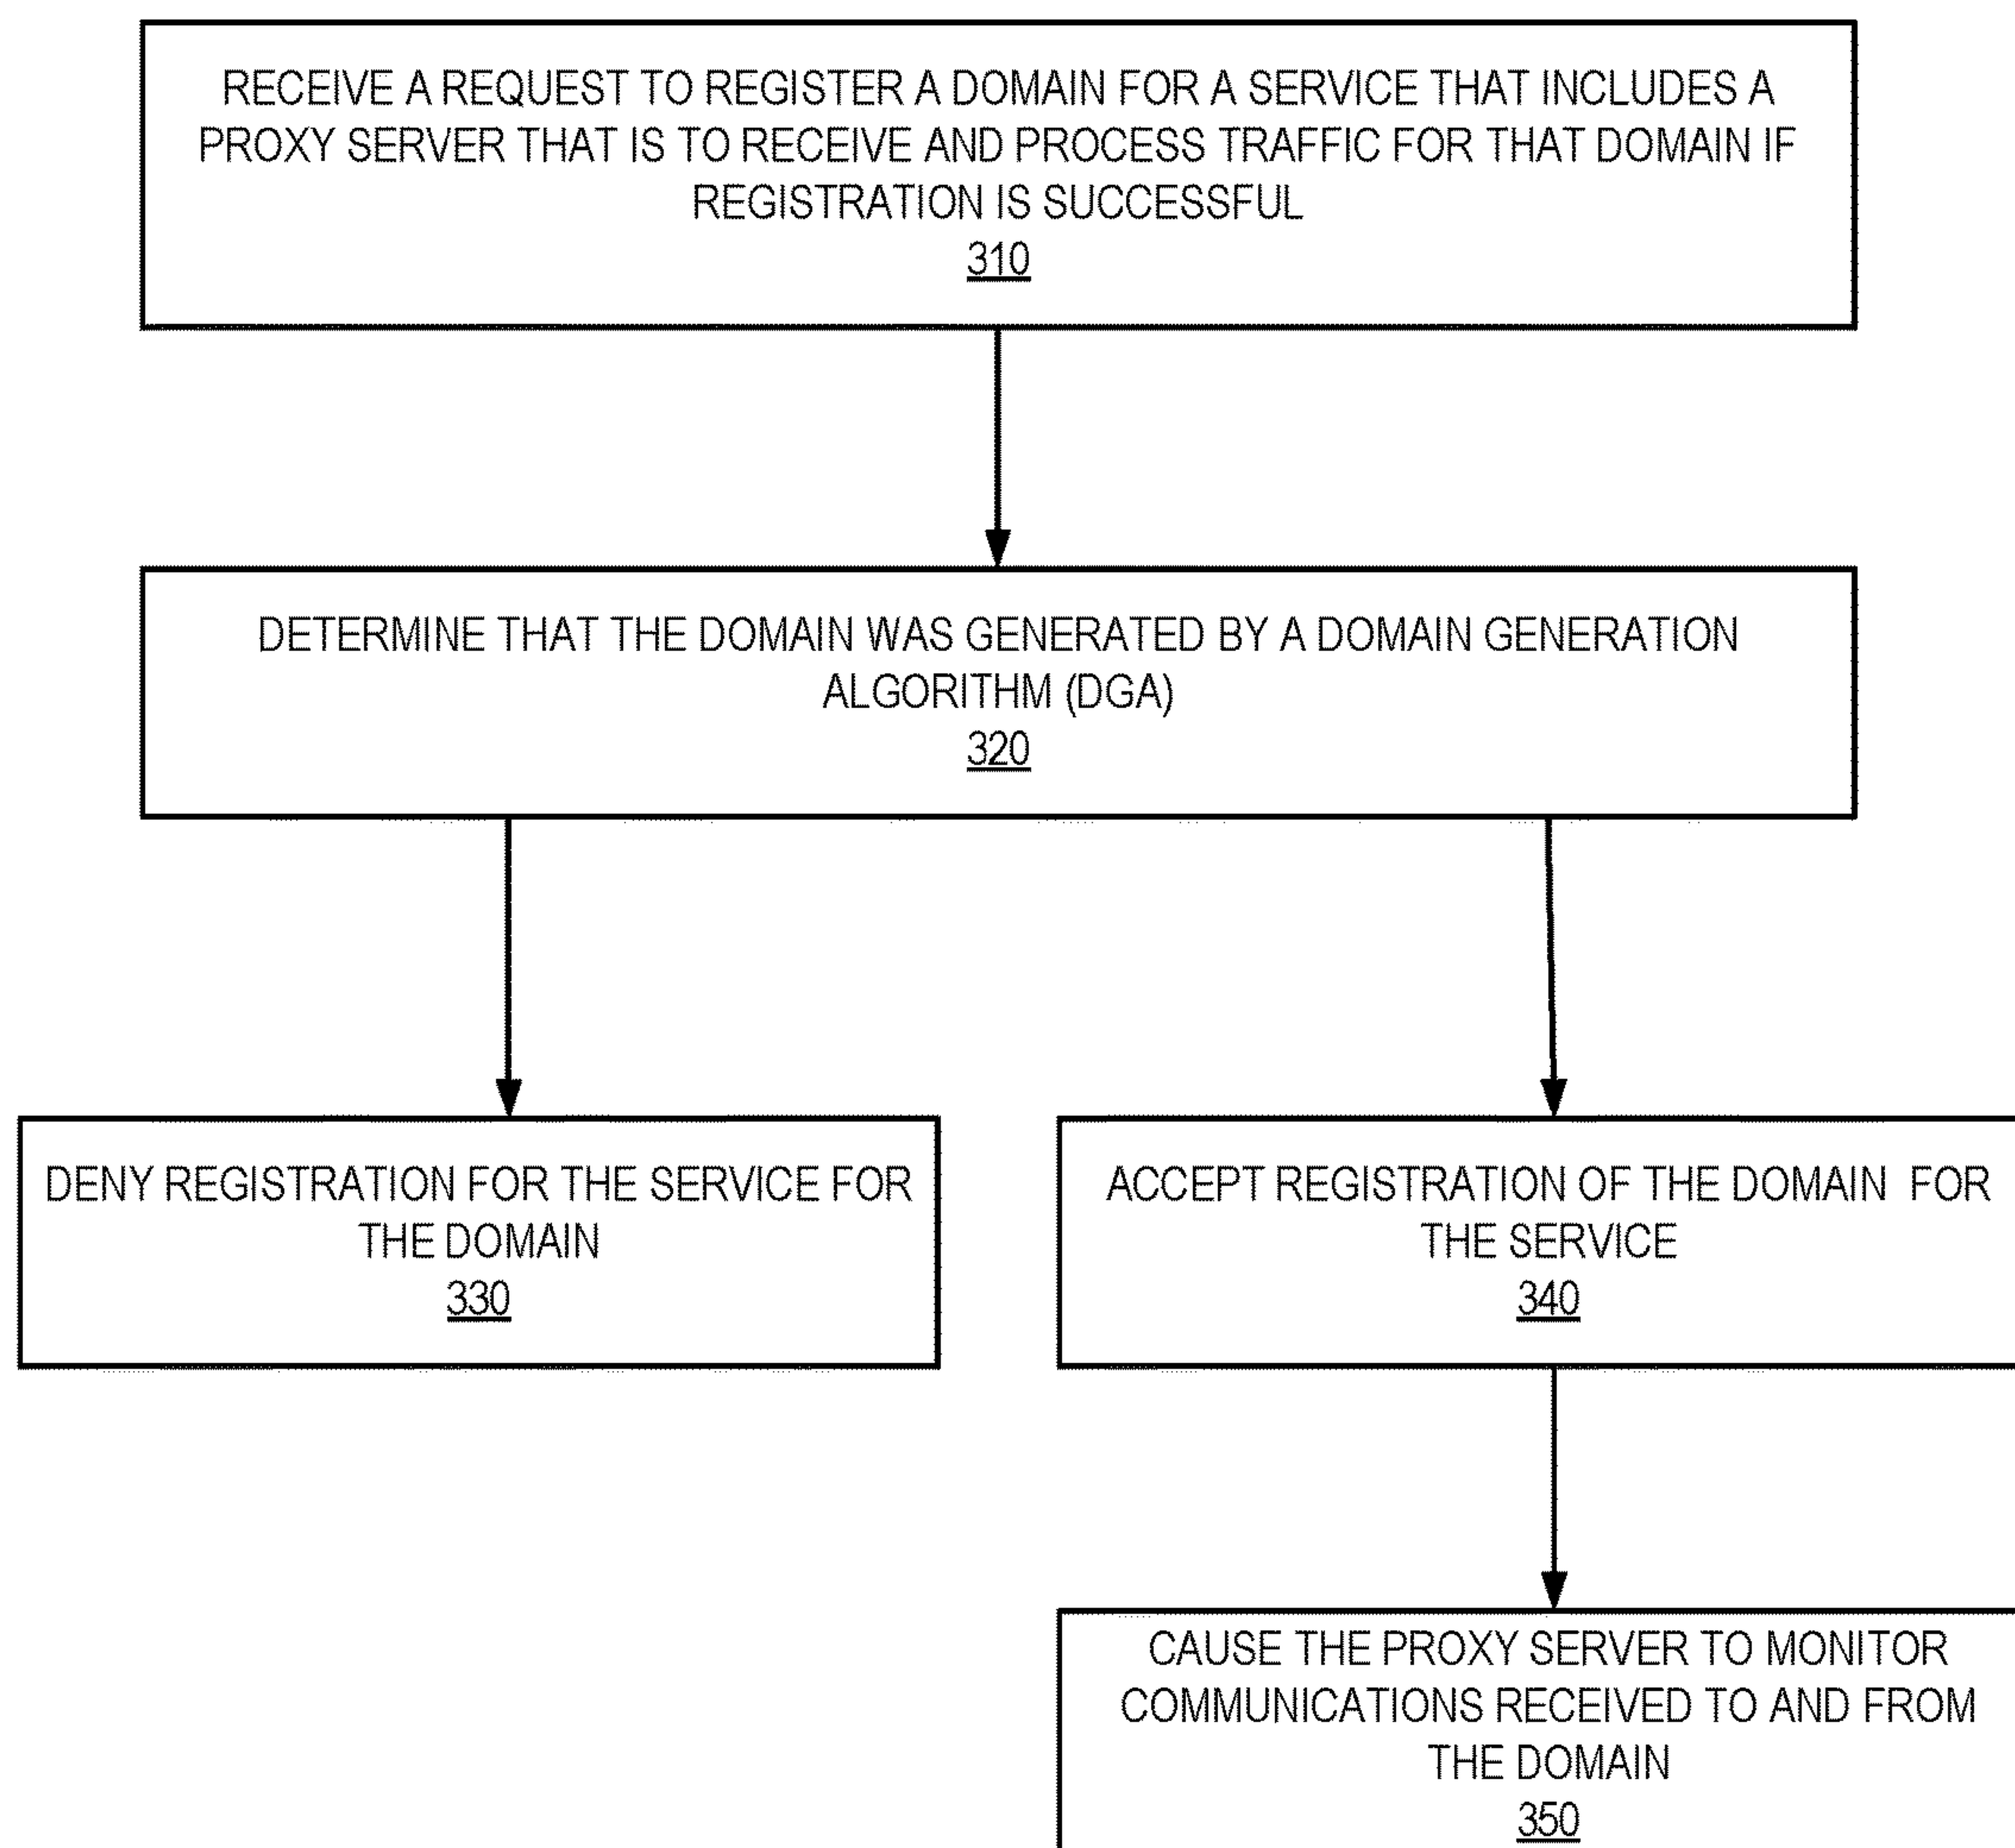 RECEIVE A REQUEST TO REGISTER A DOMAIN FOR A SERVICE THAT INCLUDES A
PROXY SERVER THAT IS TO RECEIVE AND PROCESS TRAFFIC FOR THAT DOMAIN IF
REGISTRATION IS SUCCESSFUL
310
DETERMINE THAT THE DOMAIN WAS GENERATED BY A DOMAIN GENERATION
ALGORITHM (DGA)
320
DENY REGISTRATION FOR THE SERVICE FOR
THE DOMAIN
330
ACCEPT REGISTRATION OF THE DOMAIN FOR
THE SERVICE
340
CAUSE THE PROXY SERVER TO MONITOR
COMMUNICATIONS RECEIVED TO AND FROM
THE DOMAIN
350